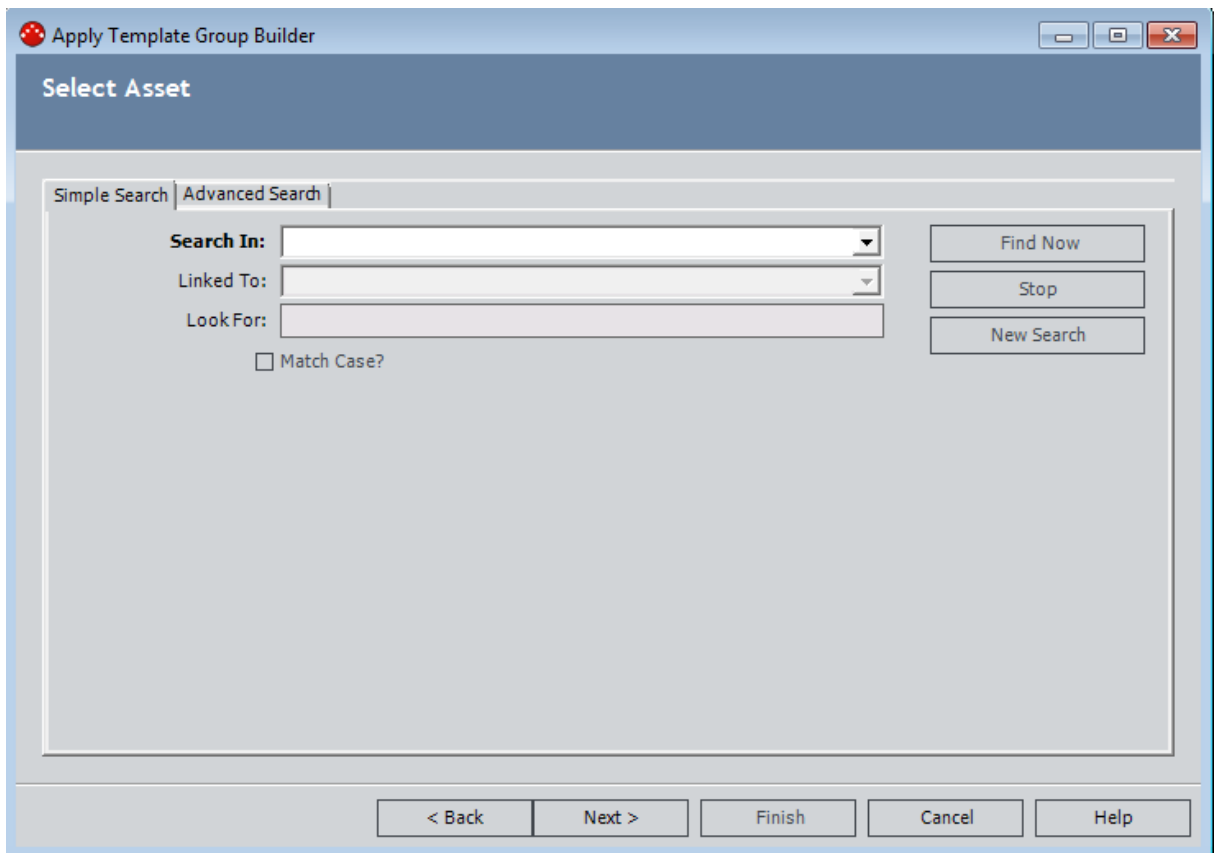 Apply Template Group Builder
Select Asset
Simple Search Advanced Search
Search In:
Find Now
Linked To:
Stop
Look For:
New Search
Match Case?
< Back Next > Finish Cancel Help